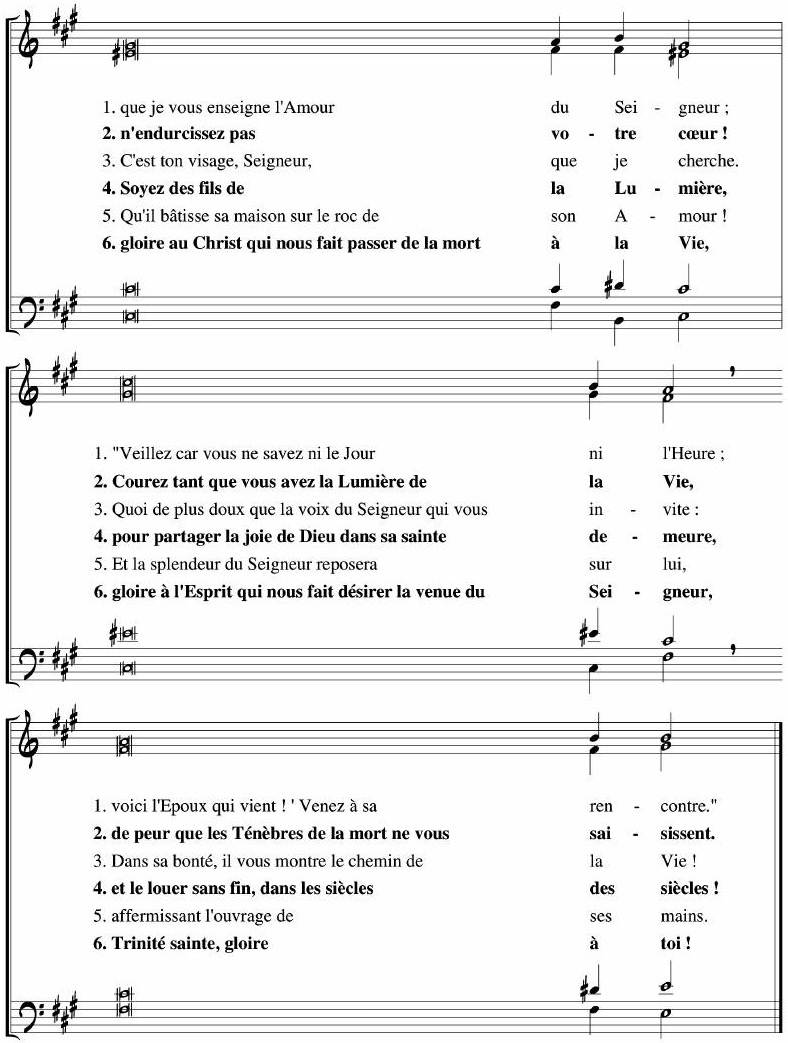 1. que je vous enseigne l'Amour du Sei - gneur ;
2. n'endurcissez pas vo - tre cœur !
3. C'est ton visage, Seigneur, que je cherche.
4. Soyez des fils de la Lu - mière,
5. Qu'il bâtisse sa maison sur le roc de son A - mour !
6. gloire au Christ qui nous fait passer de la mort à la Vie,
1. "Veillez car vous ne savez ni le Jour ni l'Heure ;
2. Courez tant que vous avez la Lumière de la Vie,
3. Quoi de plus doux que la voix du Seigneur qui vous in - vite :
4. pour partager la joie de Dieu dans sa sainte de - meure,
5. Et la splendeur du Seigneur reposera sur lui,
6. gloire à l'Esprit qui nous fait désirer la venue du Sei - gneur,
1. voici l'Epoux qui vient ! ' Venez à sa ren - contre."
2. de peur que les Ténèbres de la mort ne vous sai - sissent.
3. Dans sa bonté, il vous montre le chemin de la Vie !
4. et le louer sans fin, dans les siècles des siècles !
5. affermissant l'ouvrage de ses mains.
6. Trinité sainte, gloire à toi !